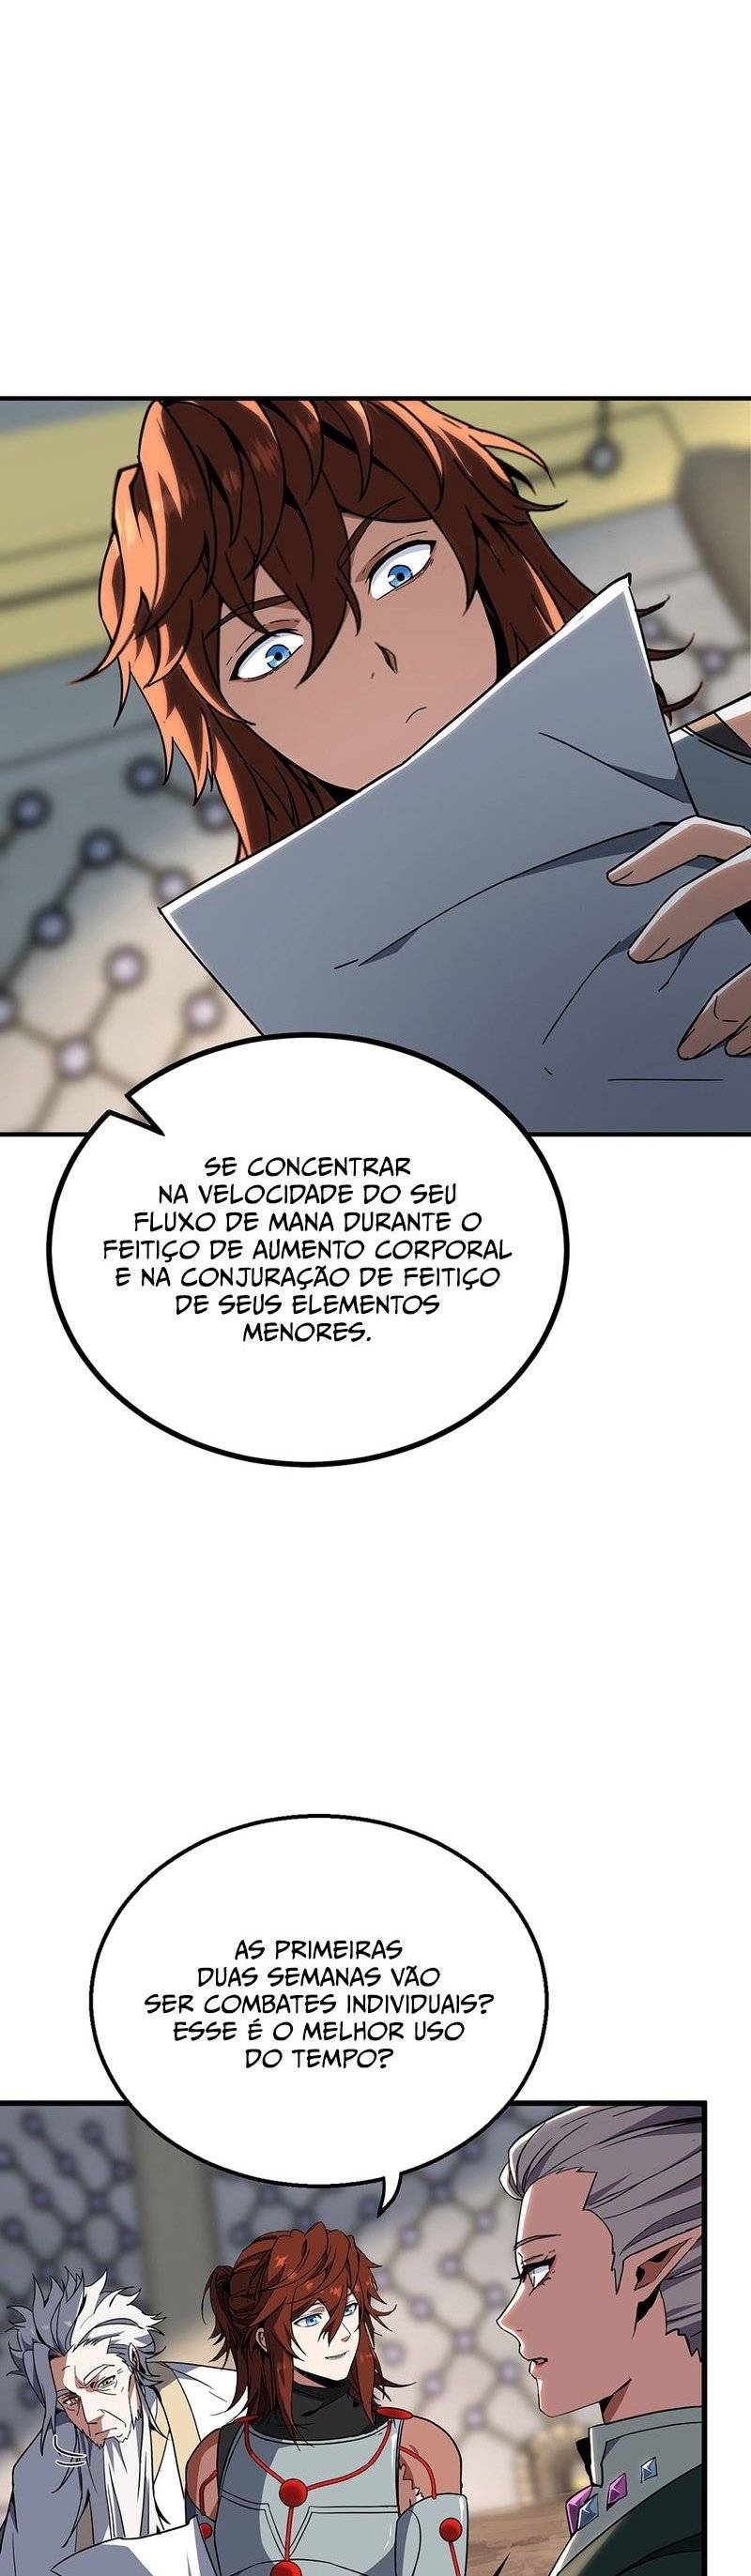 SE CONCENTRAR
NA VELOCIDADE DO SEU
FLUXO DE MANA DURANTE O
FEITIÇO DE AUMENTO CORPORAL
E NA CONJURAÇÃO DE FEITIÇO
DE SEUS ELEMENTOS
MENORES.
AS PRIMEIRAS
DUAS SEMANAS VÃO
SER COMBATES INDIVIDUAIS?
ESSE É O MELHOR USO
DO TEMPO?